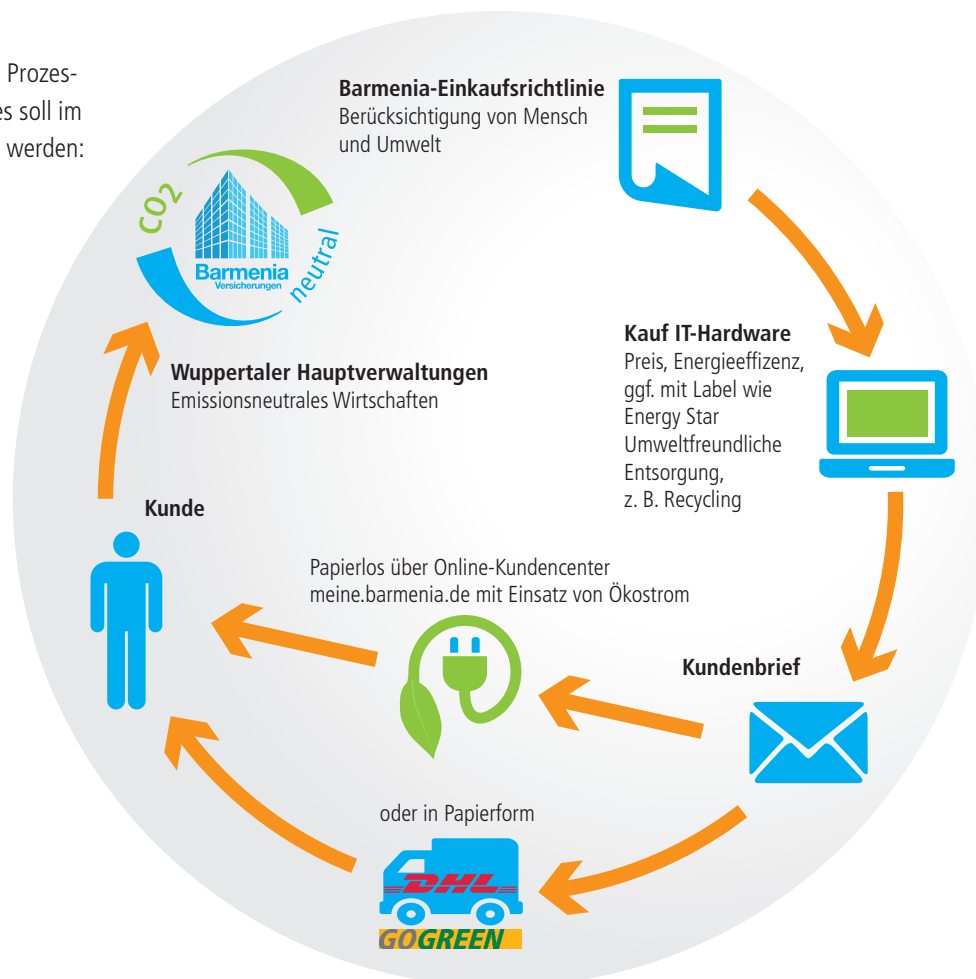 Prozes-
es soll im
werden:
Barmenia-Einkaufsrichtlinie
Berücksichtigung von Mensch
und Umwelt
CO2
neutral
Barmenia
Versicherungen
Wuppertaler Hauptverwaltungen
Emissionsneutrales Wirtschaften
Kauf IT-Hardware
Preis, Energieeffizenz,
ggf. mit Label wie
Energy Star
Umweltfreundliche
Entsorgung,
z. B. Recycling
Kunde
Papierlos über Online-Kundencenter
meine.barmenia.de mit Einsatz von Ökostrom
Kundenbrief
oder in Papierform
DHL
GOGREEN